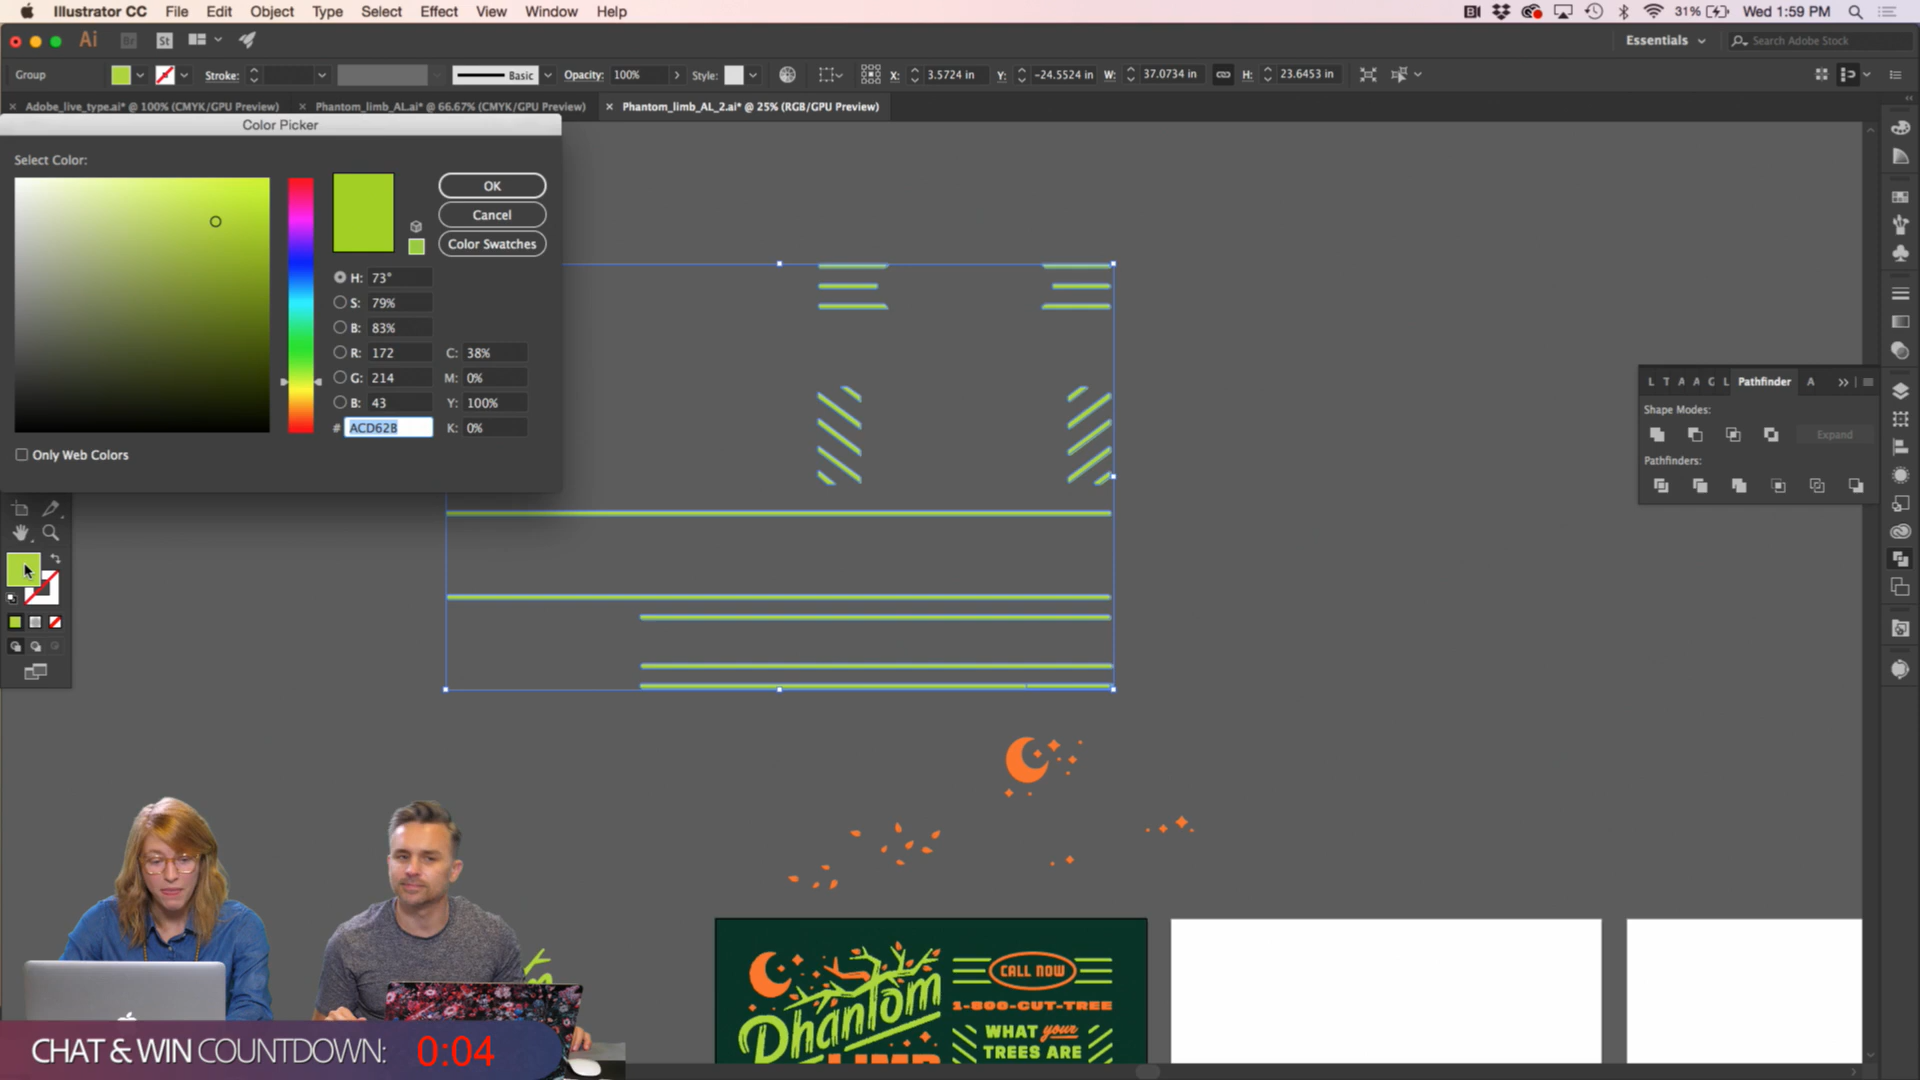 Illustrator CC File Edit Object Type Select Effect View Window Help
31% Wed 1:59 PM
Ai Br St
Essentials Search Adobe Stock
Group Stroke: Basic Opacity: 100% Style: X: 3.5724 in Y: -24.5524 in W: 37.0734 in H: 23.6453 in
Adobe_live_type.ai* @ 100% (CMYK/GPU Preview) Phantom_limb_AL.ai* @ 66.67% (CMYK/GPU Preview) Phantom_limb_AL_2.ai* @ 25% (RGB/GPU Preview)
Color Picker
Select Color:
OK
Cancel
Color Swatches
H: 73°
S: 79%
B: 83%
R: 172 C: 38%
G: 214 M: 0%
B: 43 Y: 100%
# ACD62B K: 0%
Only Web Colors
L T A A G L Pathfinder A
Shape Modes:
Expand
Pathfinders:
Phantom
LIMB
CALL NOW
1-800-CUT-TREE
WHAT your
TREES ARE
CHAT & WIN COUNTDOWN: 0:04